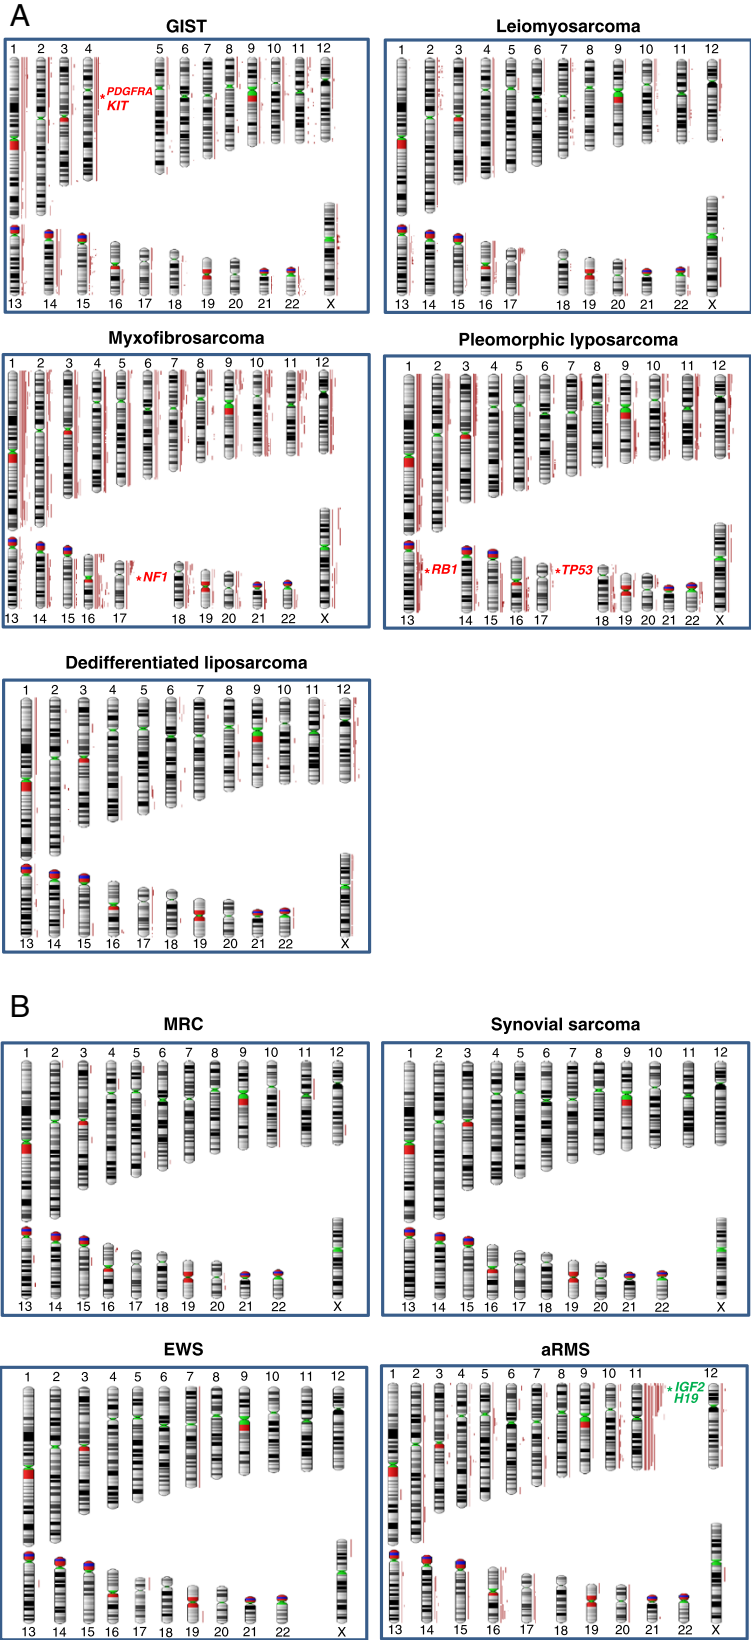 A
GIST
1 2 3 4 5 6 7 8 9 10 11 12
* PDGFRA
KIT
13 14 15 16 17 18 19 20 21 22 X
Leiomyosarcoma
1 2 3 4 5 6 7 8 9 10 11 12
13 14 15 16 17 18 19 20 21 22 X
Myxofibrosarcoma
1 2 3 4 5 6 7 8 9 10 11 12
* NF1
13 14 15 16 17 18 19 20 21 22 X
Pleomorphic lyposarcoma
1 2 3 4 5 6 7 8 9 10 11 12
* RB1 * TP53
13 14 15 16 17 18 19 20 21 22 X
Dedifferentiated liposarcoma
1 2 3 4 5 6 7 8 9 10 11 12
13 14 15 16 17 18 19 20 21 22 X
B
MRC
1 2 3 4 5 6 7 8 9 10 11 12
13 14 15 16 17 18 19 20 21 22 X
Synovial sarcoma
1 2 3 4 5 6 7 8 9 10 11 12
13 14 15 16 17 18 19 20 21 22 X
EWS
1 2 3 4 5 6 7 8 9 10 11 12
13 14 15 16 17 18 19 20 21 22 X
aRMS
1 2 3 4 5 6 7 8 9 10 11 12
* IGF2
H19
13 14 15 16 17 18 19 20 21 22 X